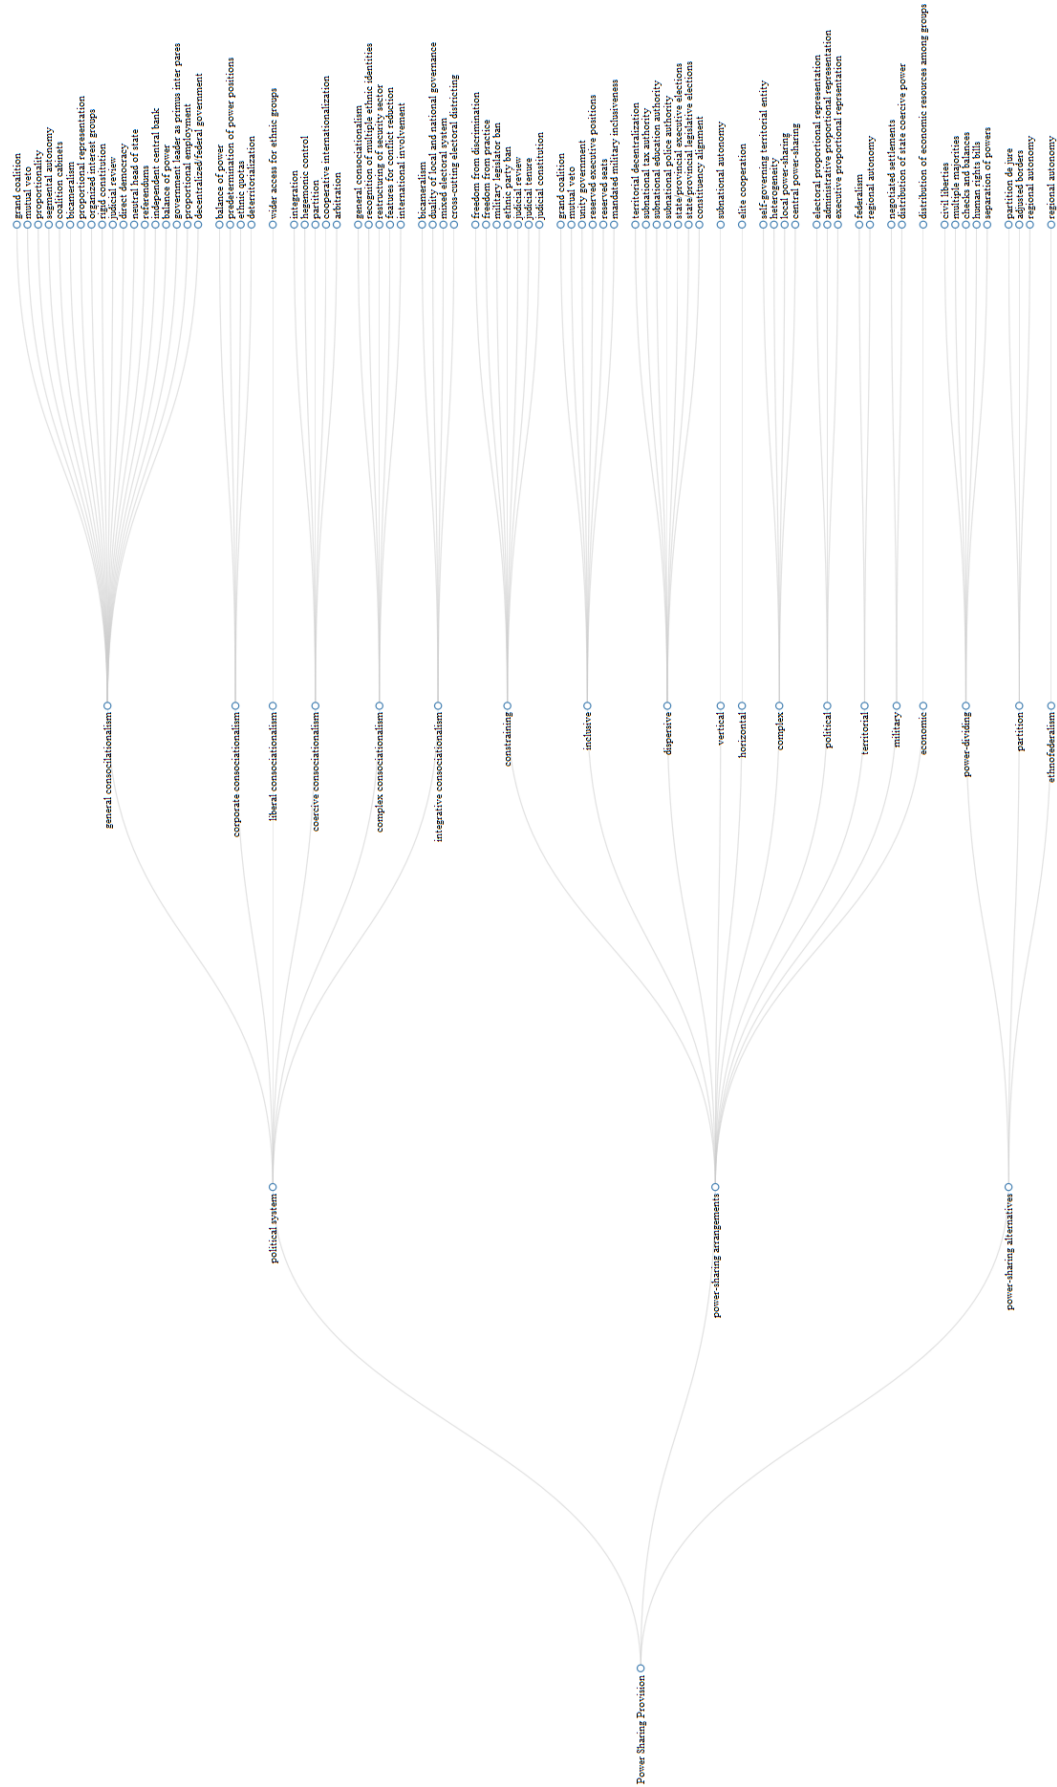 grand coalition
mutual veto
proportionality
segmental autonomy
coalition cabinets
bicameralism
proportional representation
organized interest groups
rigid constitution
judicial review
direct democracy
neutral head of state
referendums
independent central bank
balance of power
government leader as primus inter pares
proportional employment
decentralized/federal government
balance of power
predetermination of power positions
ethnic quotas
deterritorialization
wider access for ethnic groups
integration
hegemonic control
partition
cooperative internationalization
arbitration
general consociationalism
recognition of multiple ethnic identities
restructuring of security sector
features for conflict reduction
international involvement
bicameralism
duality of local and national governance
mixed electoral system
cross-cutting electoral districting
freedom from discrimination
freedom from practice
military legislator ban
ethnic party ban
judicial review
judicial tenure
judicial constitution
grand coalition
mutual veto
unity government
reserved executive positions
reserved seats
mandated military inclusiveness
territorial decentralization
subnational tax authority
subnational education authority
subnational police authority
state/provincial executive elections
state/provincial legislative elections
constituency alignment
subnational autonomy
elite cooperation
self-governing territorial entity
heterogeneity
local power-sharing
central power-sharing
electoral proportional representation
administrative proportional representation
federalism
regional autonomy
negotiated settlements
distribution of state coercive power
distribution of economic resources among groups
civil liberties
multiple majorities
checks and balances
human rights bills
separation of powers
partition de jure
adjusted borders
regional autonomy
regional autonomy
corporate consociationalism
liberal consociationalism
coercive consociationalism
complex consociationalism
integrative consociationalism
constraining
inclusive
dispersive
vertical
horizontal
complex
political
territorial
military
economic
power-dividing
partition
ethnofederalism
political system
power-sharing arrangements
power-sharing alternatives
Power Sharing Provision